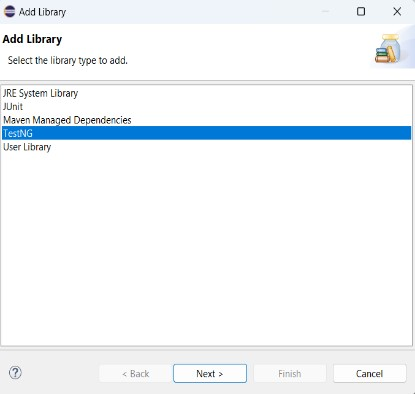 Add Library
Add Library
Select the library type to add.
JRE System Library
JUnit
Maven Managed Dependencies
TestNG
User Library
? < Back Next > Finish Cancel